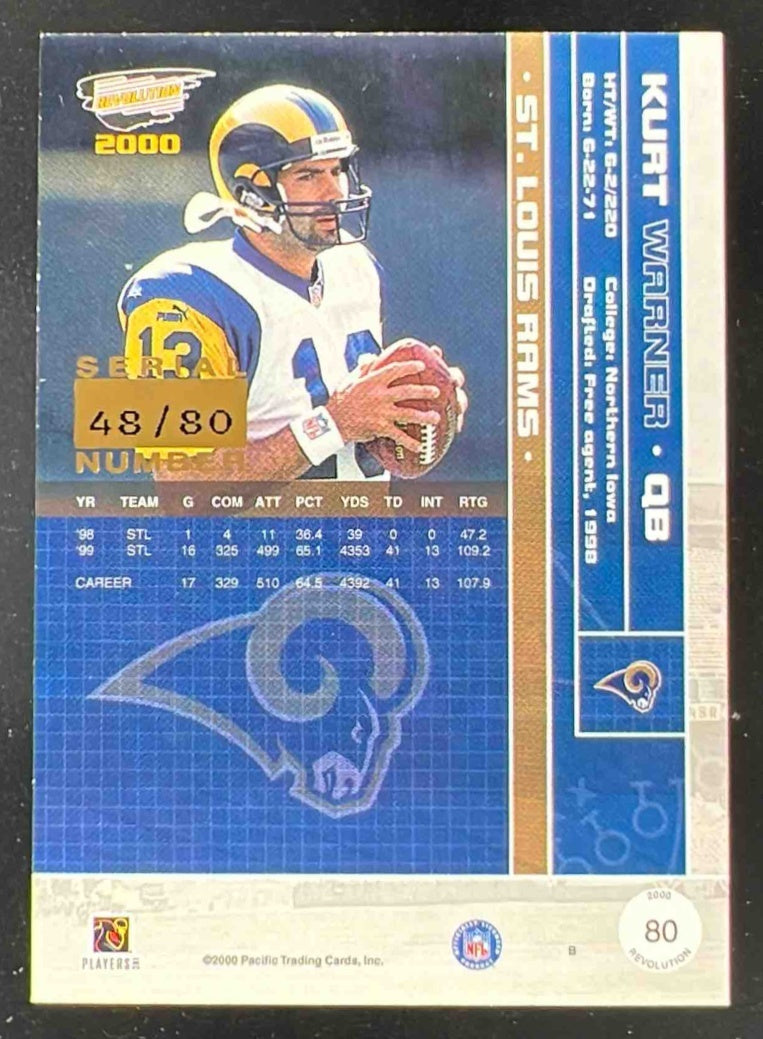 REVOLUTION
2000
PUMA
13
SERIAL
48/80
NUMBER
YR TEAM G COM ATT PCT YDS TD INT RTG
'98 STL 1 4 11 36.4 39 0 0 47.2
'99 STL 16 325 499 65.1 4353 41 13 109.2
CAREER 17 329 510 64.5 4392 41 13 107.9
• ST. LOUIS RAMS •
KURT WARNER • QB
HT/WT: 6-2/220 College: Northern Iowa
Born: 6-22-71 Drafted: Free agent, 1998
PLAYERS INC
©2000 Pacific Trading Cards, Inc.
NFL
B
2000
80
REVOLUTION